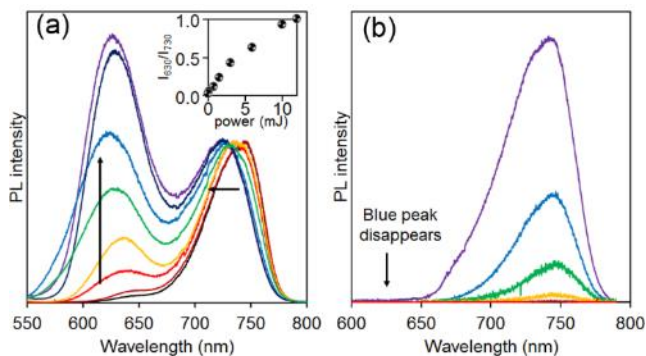 (a)
I630/I730
1.0
0.5
0.0
0 5 10
power (mJ)
PL intensity
550 600 650 700 750 800
Wavelength (nm)
(b)
PL intensity
Blue peak
disappears
600 650 700 750 800
Wavelength (nm)